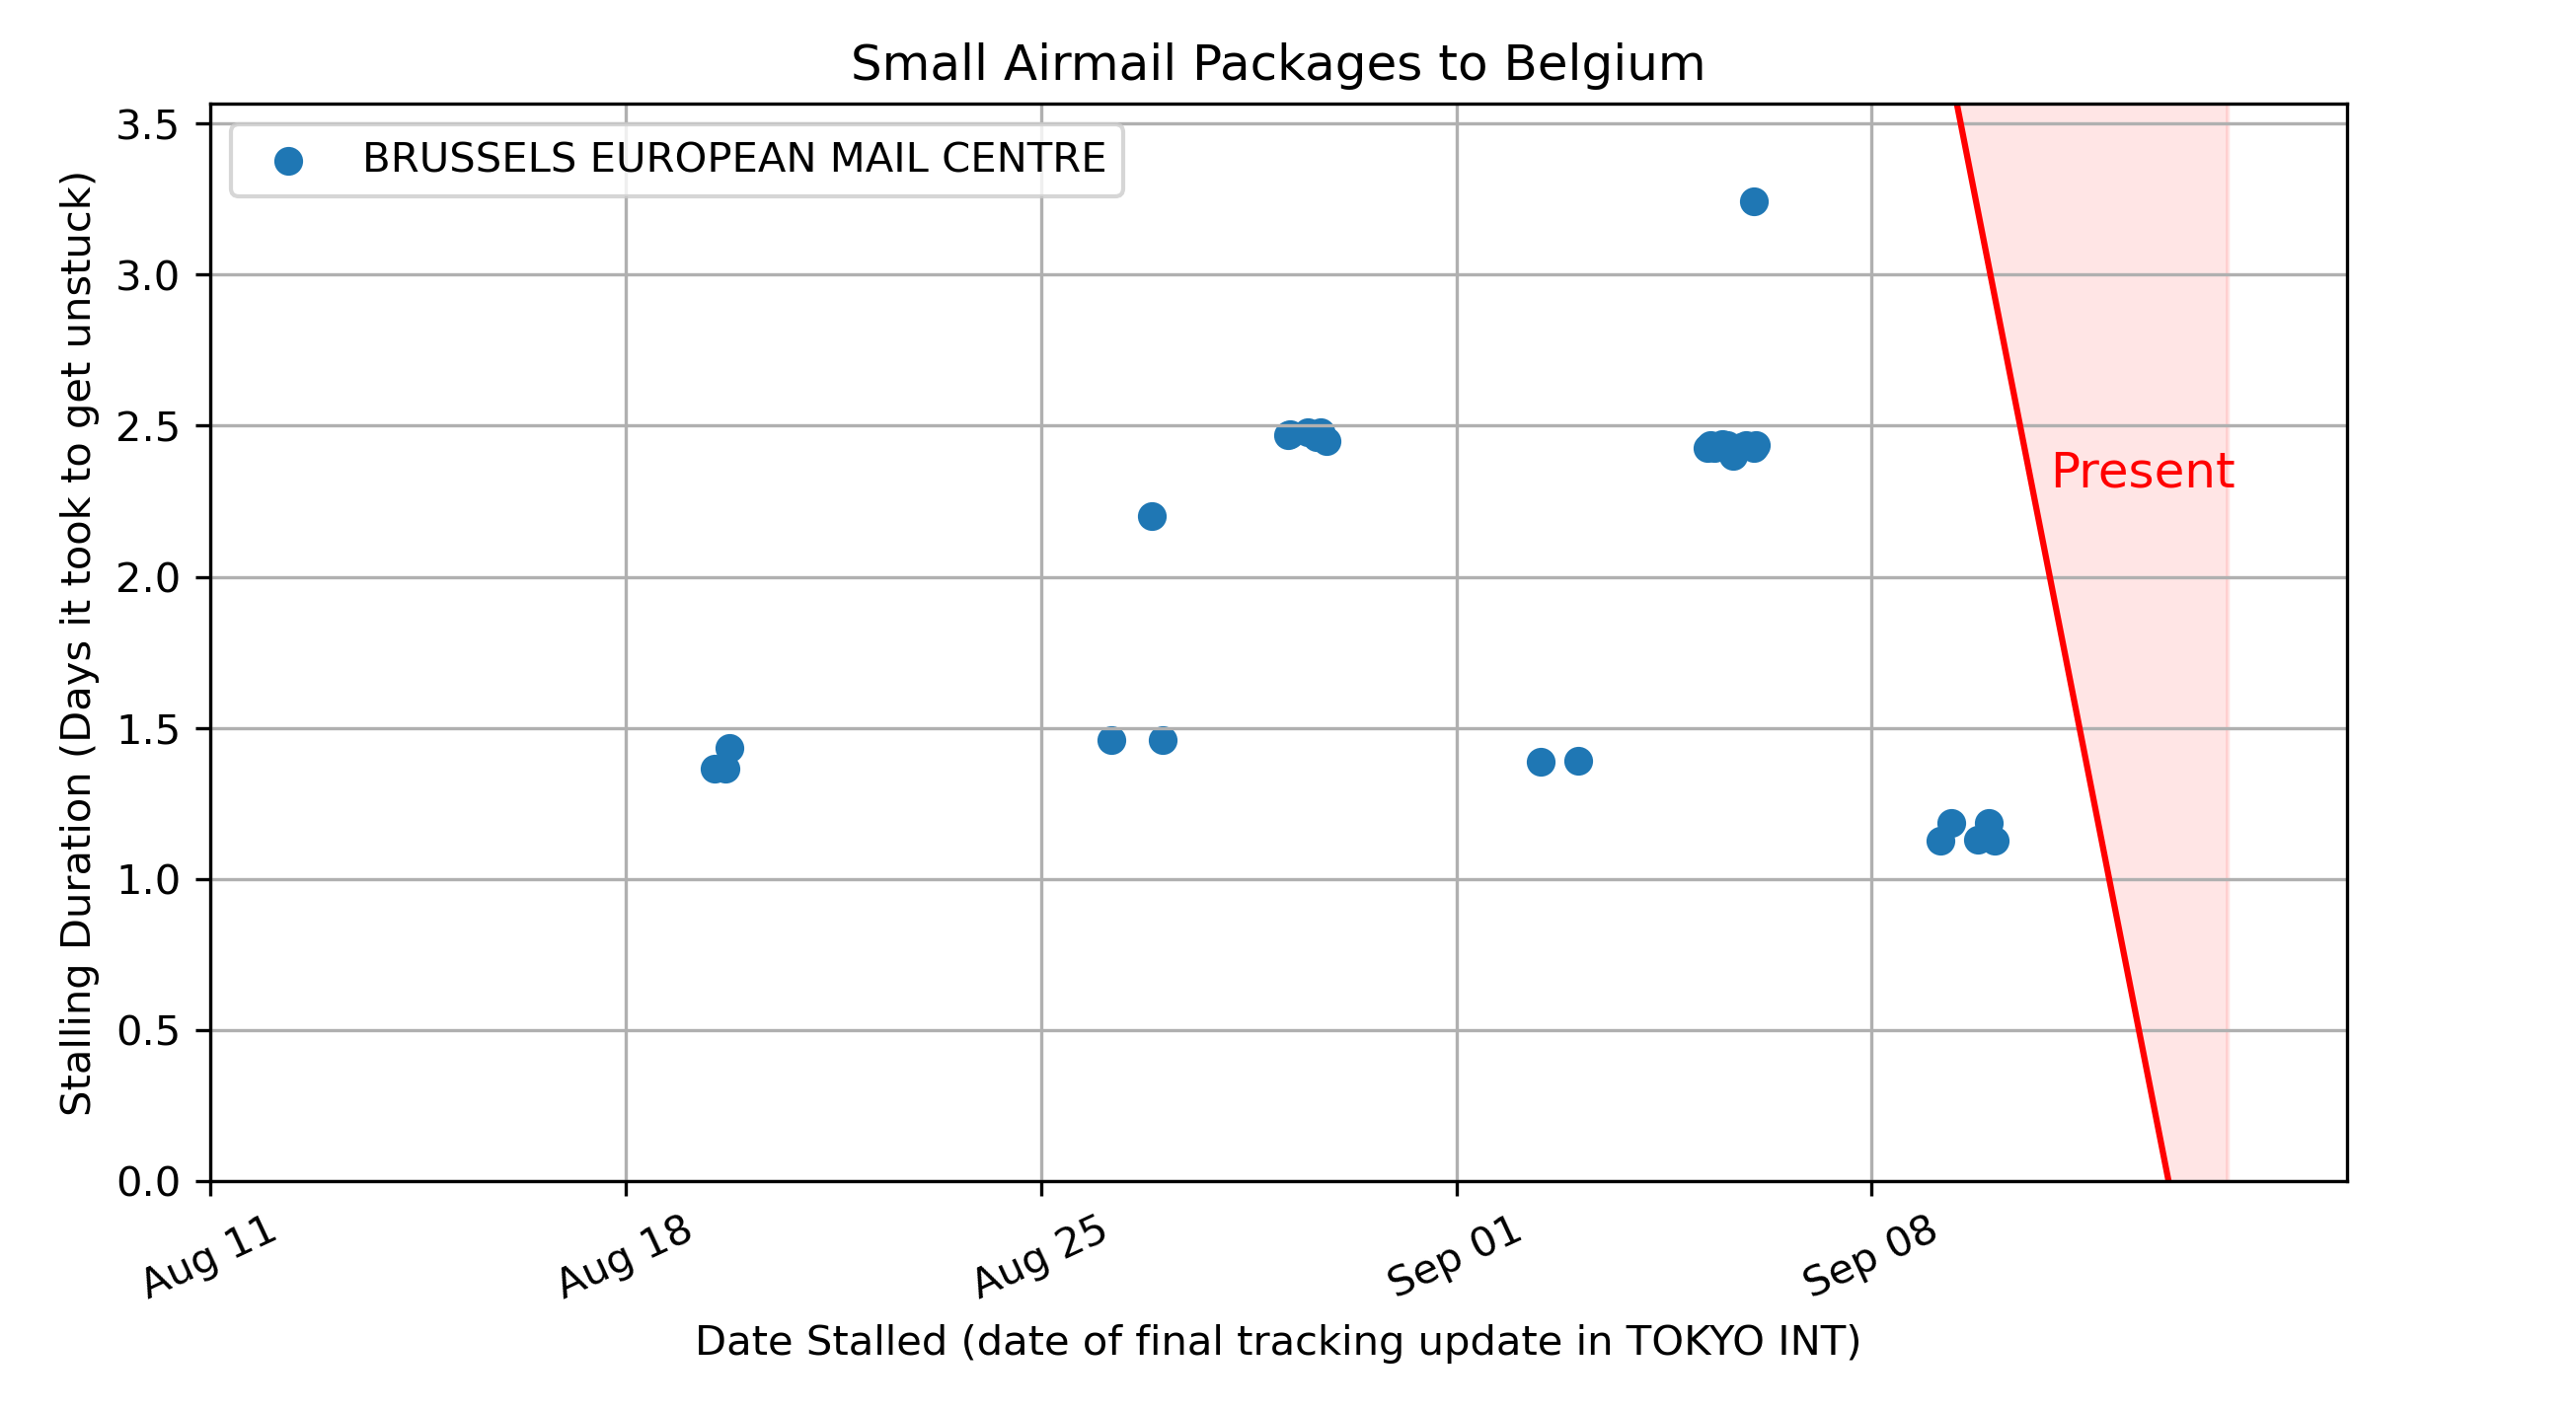 Small Airmail Packages to Belgium
BRUSSELS EUROPEAN MAIL CENTRE
Stalling Duration (Days it took to get unstuck)
3.5
3.0
2.5
2.0
1.5
1.0
0.5
0.0
Present
Aug 11
Aug 18
Aug 25
Sep 01
Sep 08
Date Stalled (date of final tracking update in TOKYO INT)